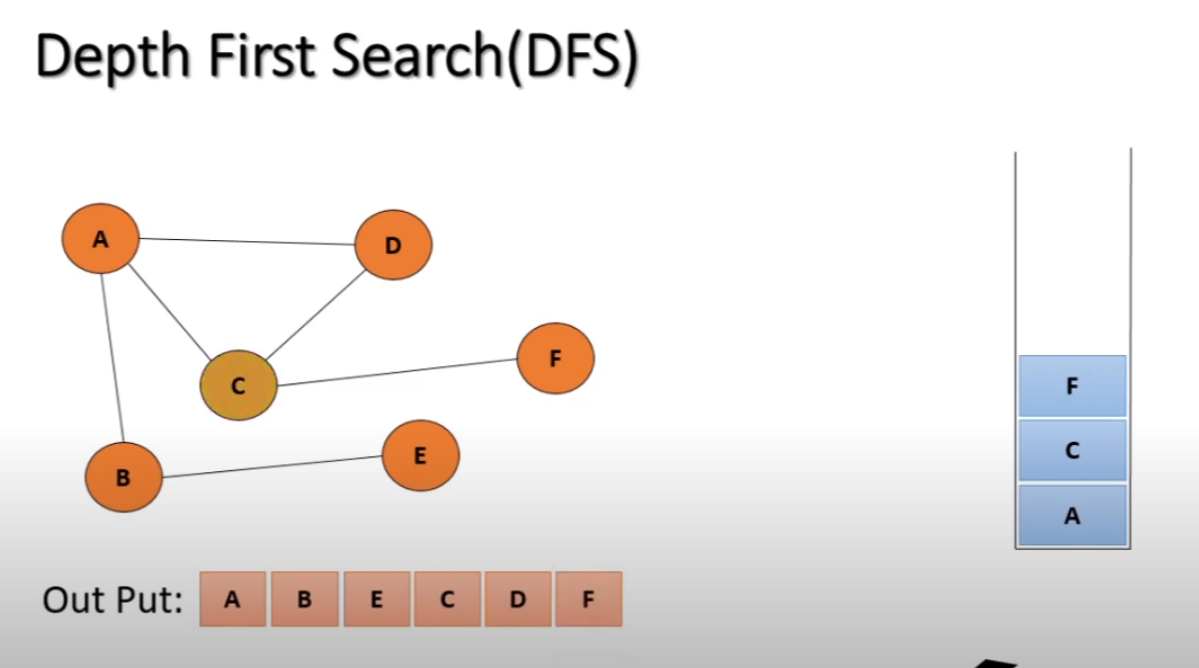 Depth First Search(DFS)
A
D
F
C
E
B
F
C
A
Out Put: A B E C D F